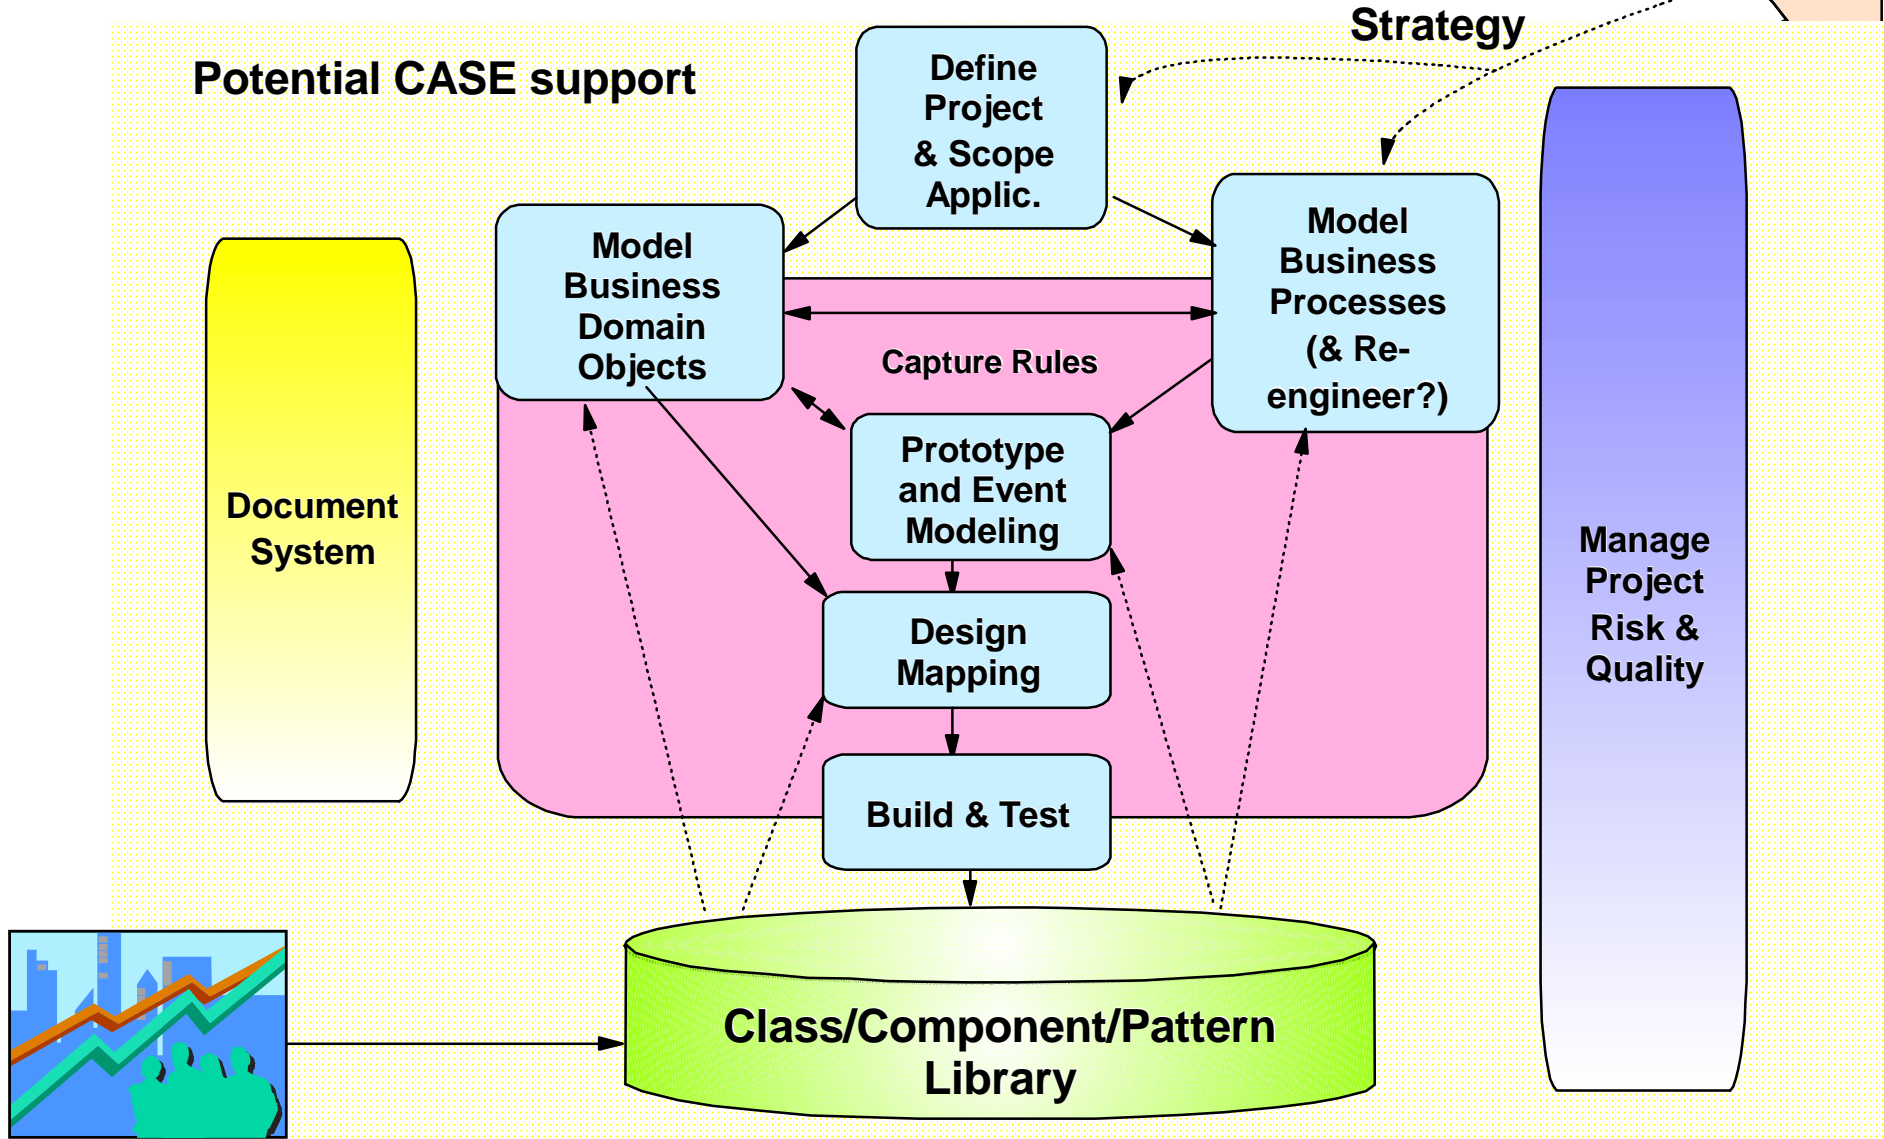 Strategy
Potential CASE support
Define
Project
& Scope
Applic.
Model
Business
Domain
Objects
Model
Business
Processes
(& Re-
engineer?)
Capture Rules
Prototype
and Event
Modeling
Document
System
Manage
Project
Risk &
Quality
Design
Mapping
Build & Test
Class/Component/Pattern
Library